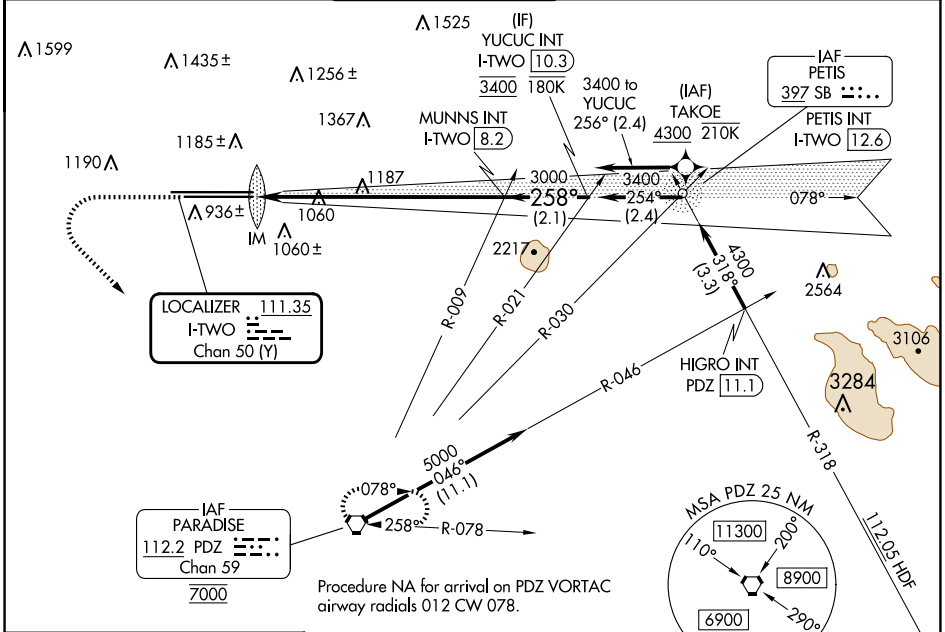 1525
1599
1435±
1256±
1367
1185±
1190
(IF)
YUCUC INT
I-TWO 10.3
3400 180K
3400 to
YUCUC
256° (2.4)
(IAF)
TAKOE
4300 210K
IAF
PETIS
397 SB
PETIS INT
I-TWO 12.6
MUNNS INT
I-TWO 8.2
1187
3000
258°
(2.1)
3400
254°
(2.4)
078°
936±
IM
1060
1060±
2217
4300
318°
(3.3)
2564
3106
3284
LOCALIZER 111.35
I-TWO
Chan 50 (Y)
R-009
R-021
R-030
R-046
HIGRO INT
PDZ 11.1
R-318
112.05 HDF
5000
046°
(11.1)
078°
258°
R-078
IAF
PARADISE
112.2 PDZ
Chan 59
7000
Procedure NA for arrival on PDZ VORTAC
airway radials 012 CW 078.
MSA PDZ 25 NM
11300
110°
200°
8900
6900
290°